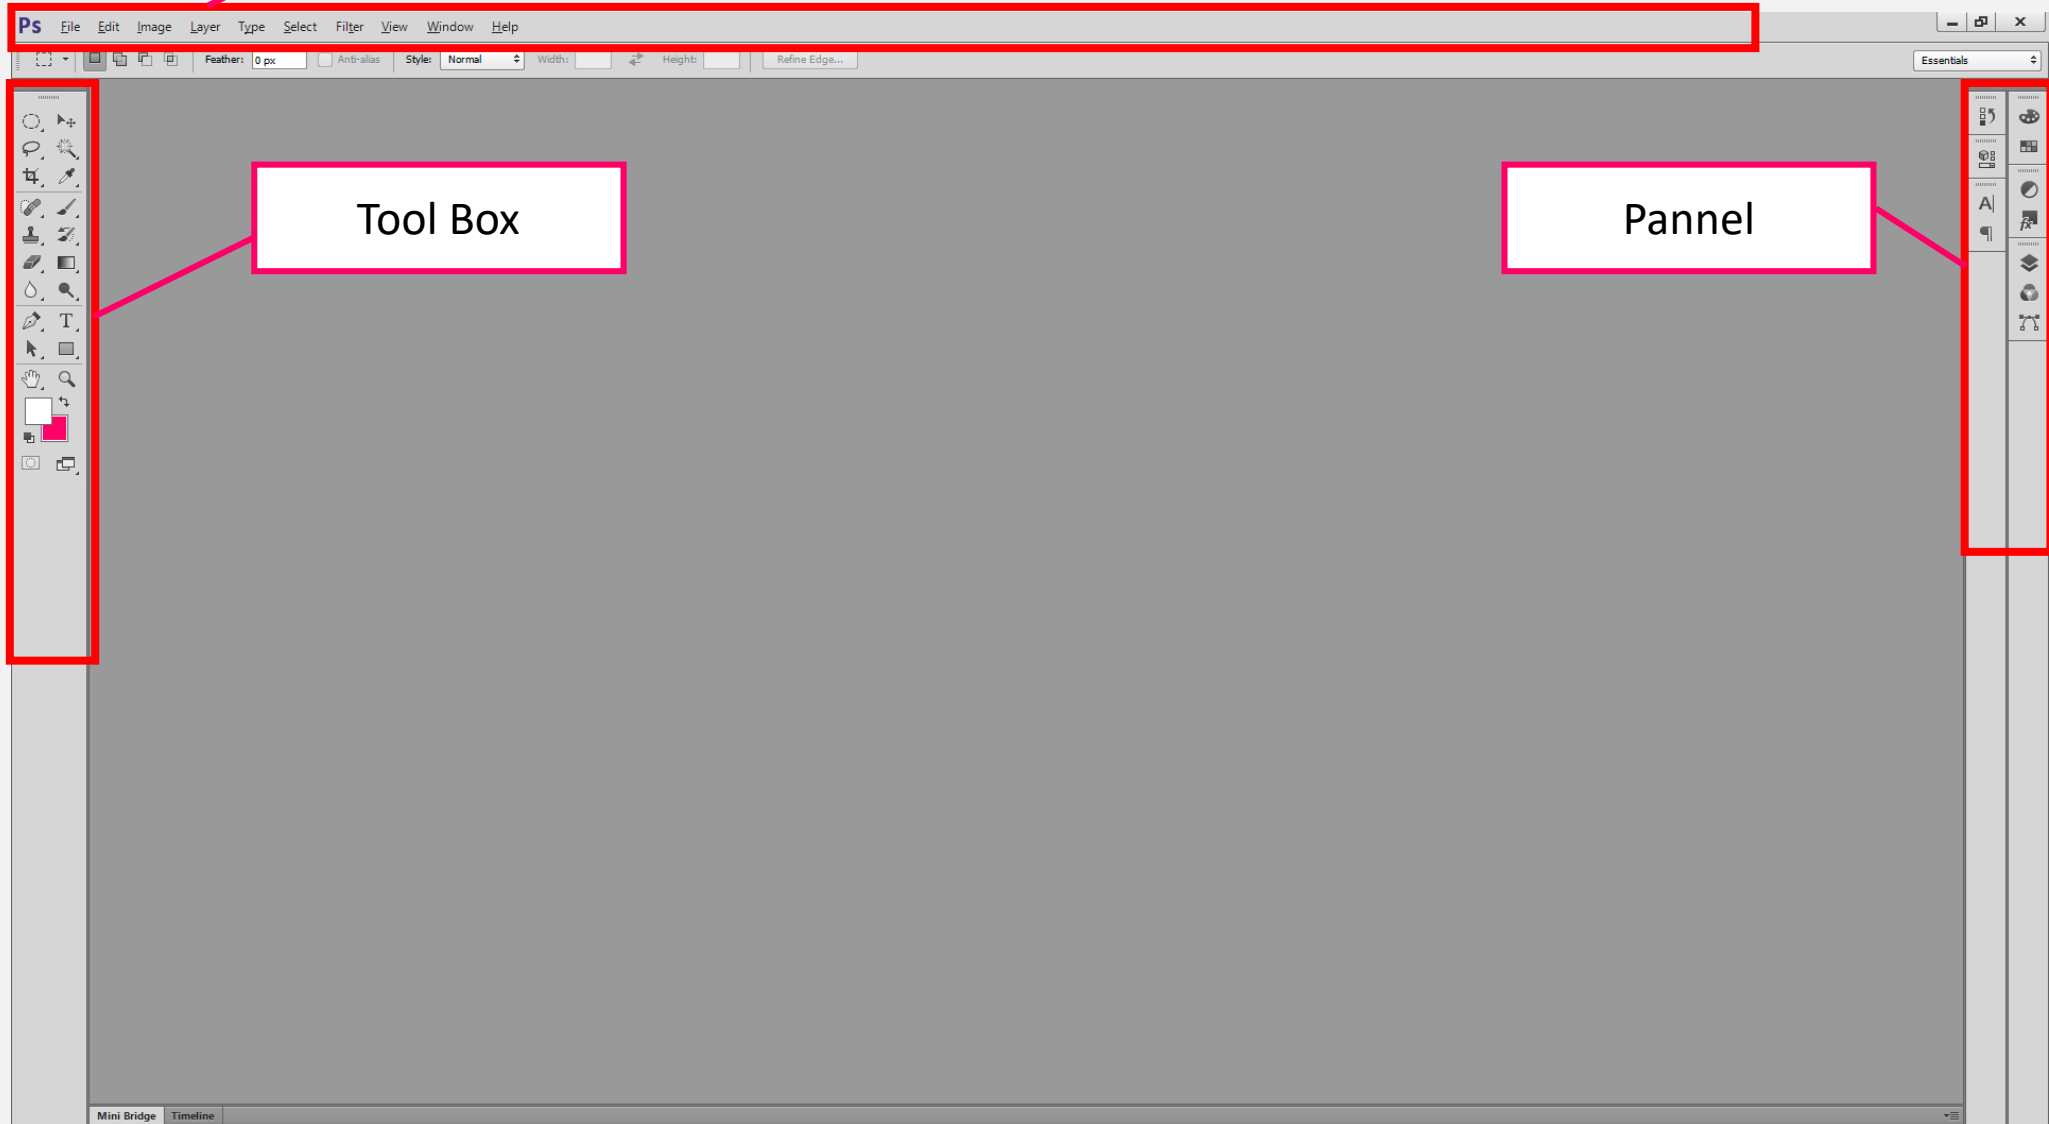 Ps File Edit Image Layer Type Select Filter View Window Help
Feather: 0 px Anti-alias Style: Normal Width: Height: Refine Edge... Essentials
Tool Box
Pannel
Mini Bridge Timeline